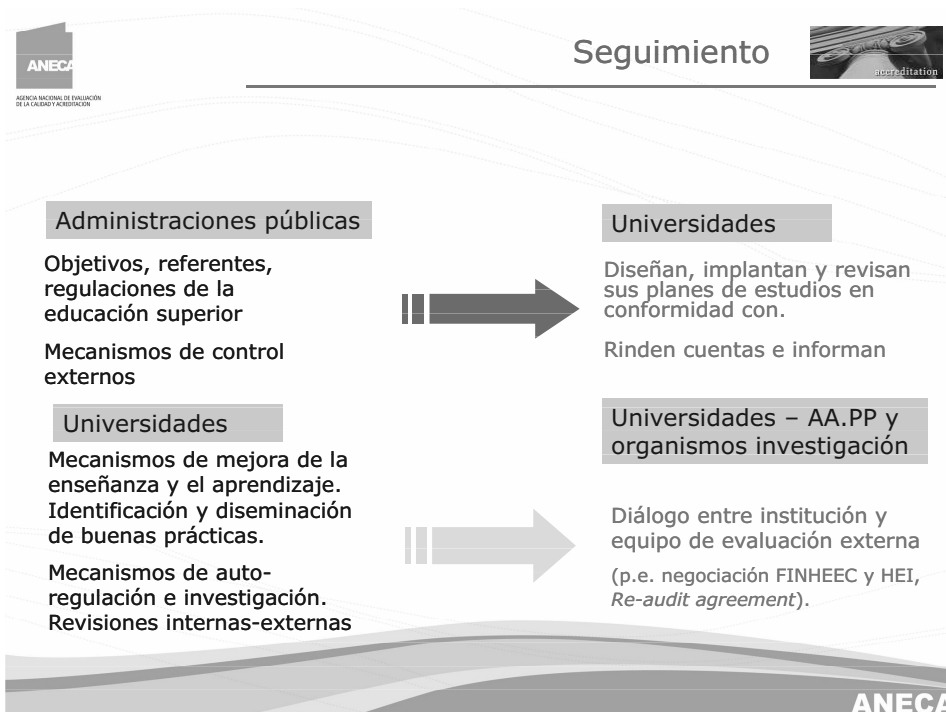 ANECA
AGENCIA NACIONAL DE EVALUACIÓN
DE LA CALIDAD Y ACREDITACIÓN
Seguimiento
accreditation
Administraciones públicas
Objetivos, referentes,
regulaciones de la
educación superior
Mecanismos de control
externos
Universidades
Diseñan, implantan y revisan
sus planes de estudios en
conformidad con.
Rinden cuentas e informan
Universidades
Mecanismos de mejora de la
enseñanza y el aprendizaje.
Identificación y diseminación
de buenas prácticas.
Mecanismos de auto-
regulación e investigación.
Revisiones internas-externas
Universidades – AA.PP y
organismos investigación
Diálogo entre institución y
equipo de evaluación externa
(p.e. negociación FINHEEC y HEI,
Re-audit agreement).
ANECA